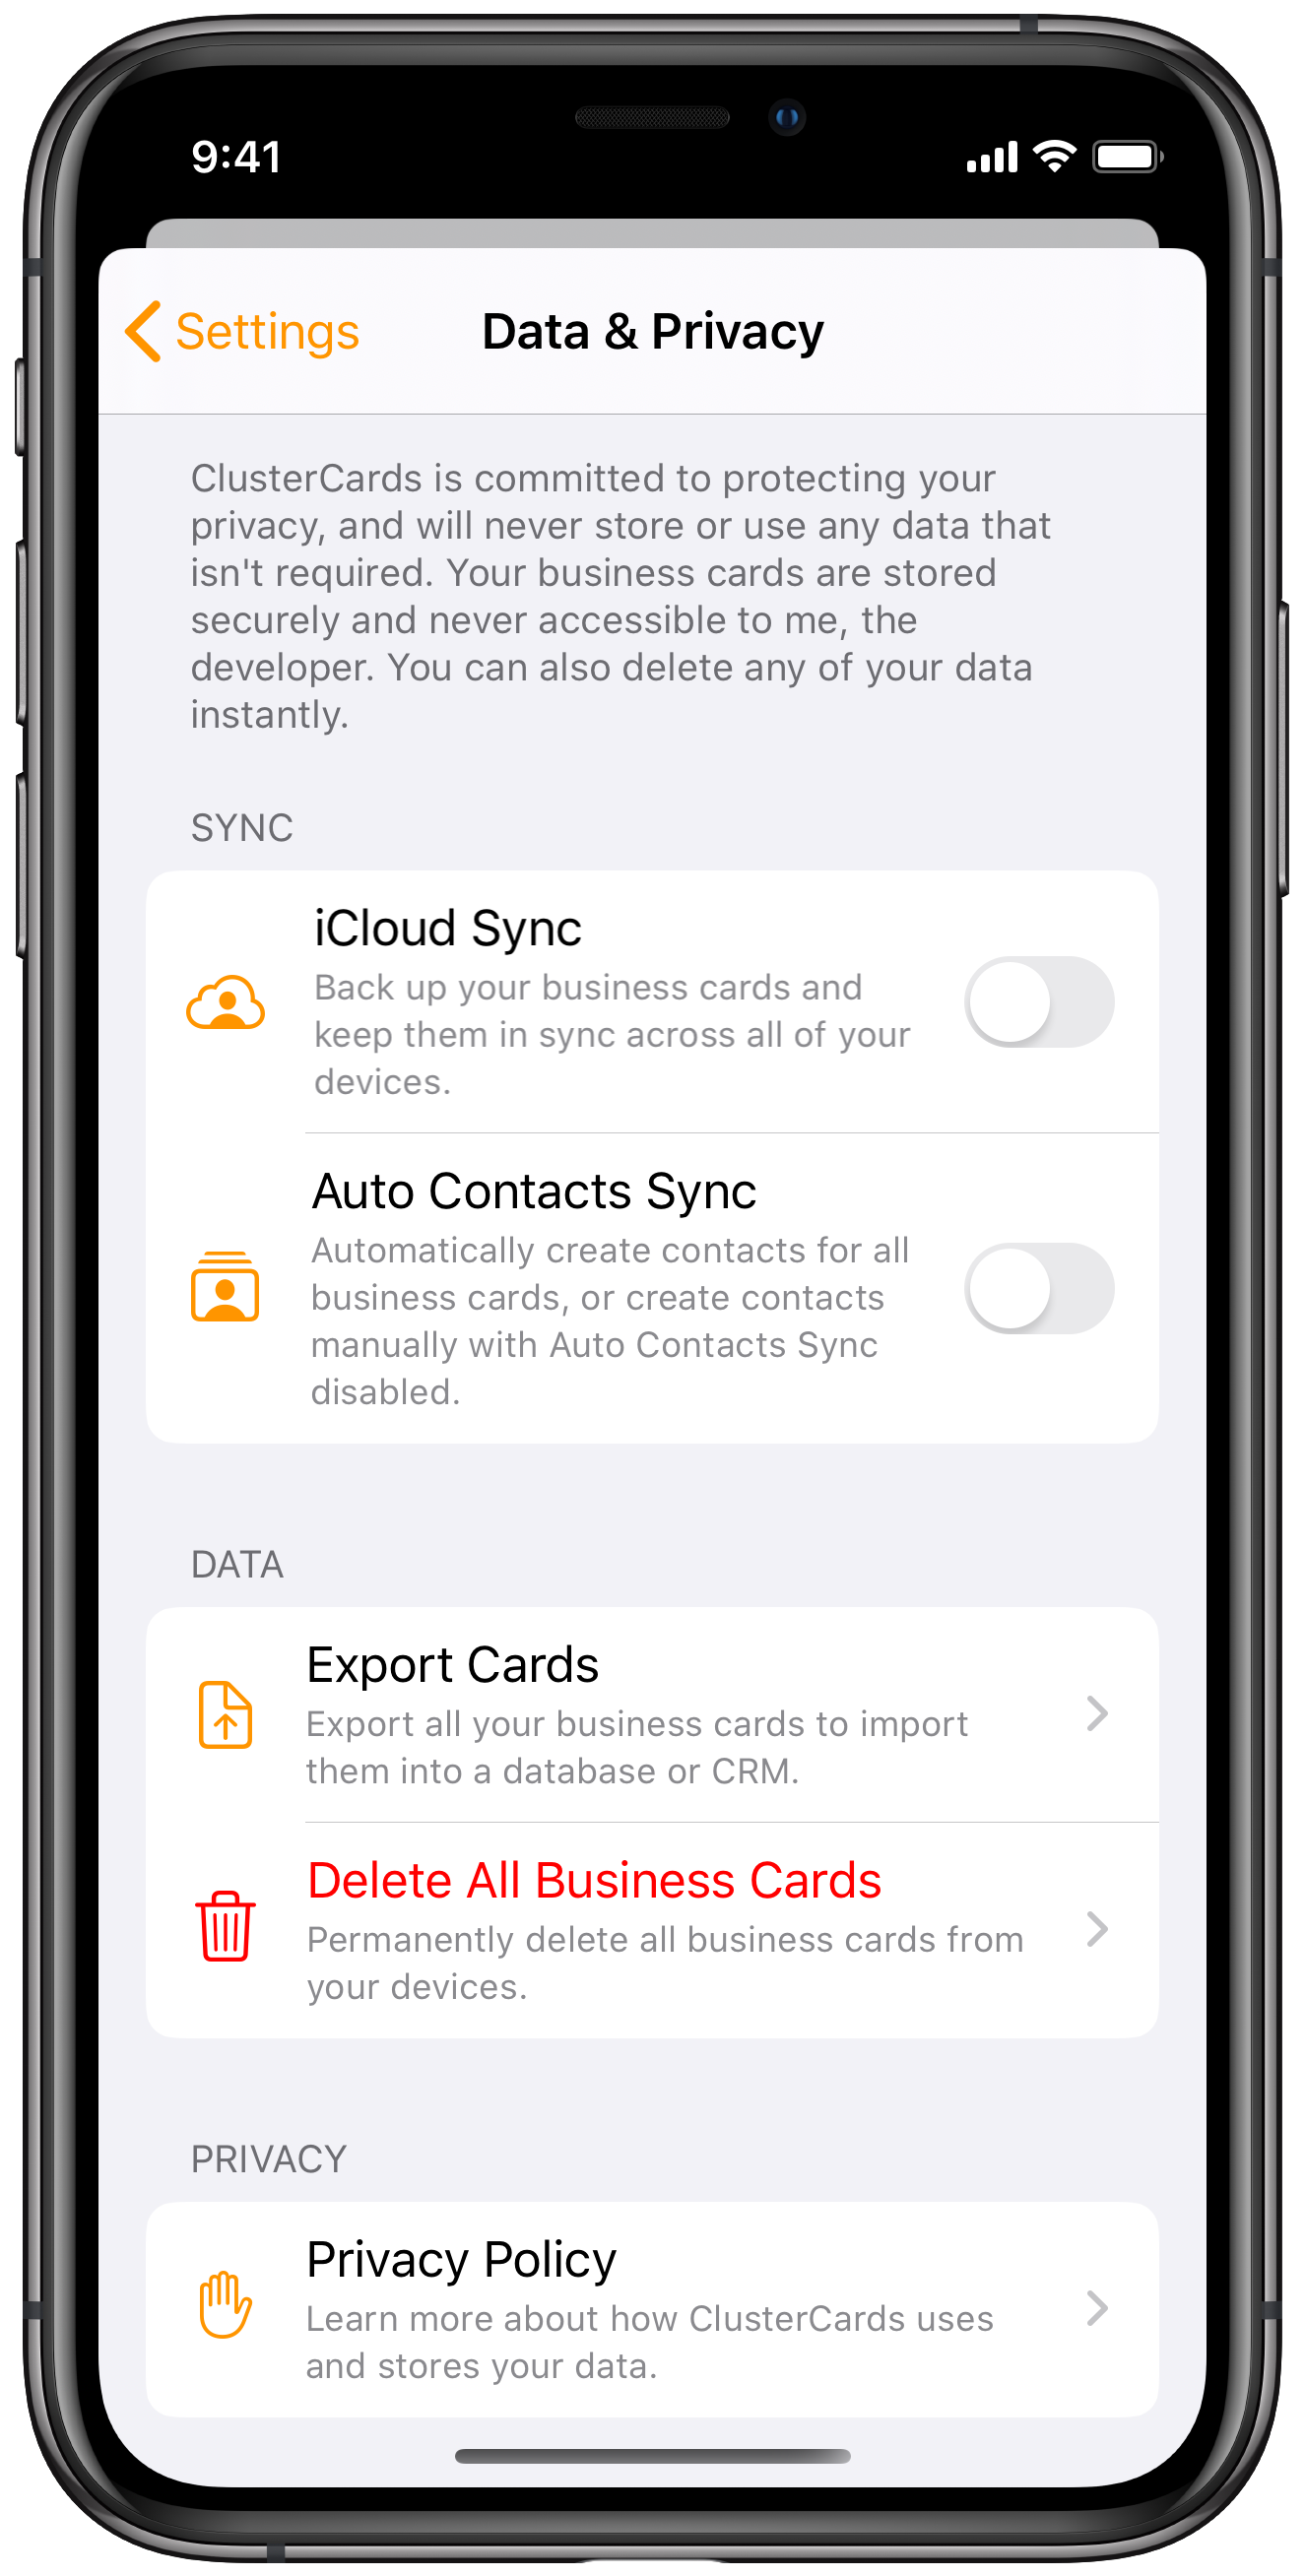 9:41
Settings
Data & Privacy
ClusterCards is committed to protecting your
privacy, and will never store or use any data that
isn't required. Your business cards are stored
securely and never accessible to me, the
developer. You can also delete any of your data
instantly.
SYNC
iCloud Sync
Back up your business cards and
keep them in sync across all of your
devices.
Auto Contacts Sync
Automatically create contacts for all
business cards, or create contacts
manually with Auto Contacts Sync
disabled.
DATA
Export Cards
Export all your business cards to import
them into a database or CRM.
Delete All Business Cards
Permanently delete all business cards from
your devices.
PRIVACY
Privacy Policy
Learn more about how ClusterCards uses
and stores your data.